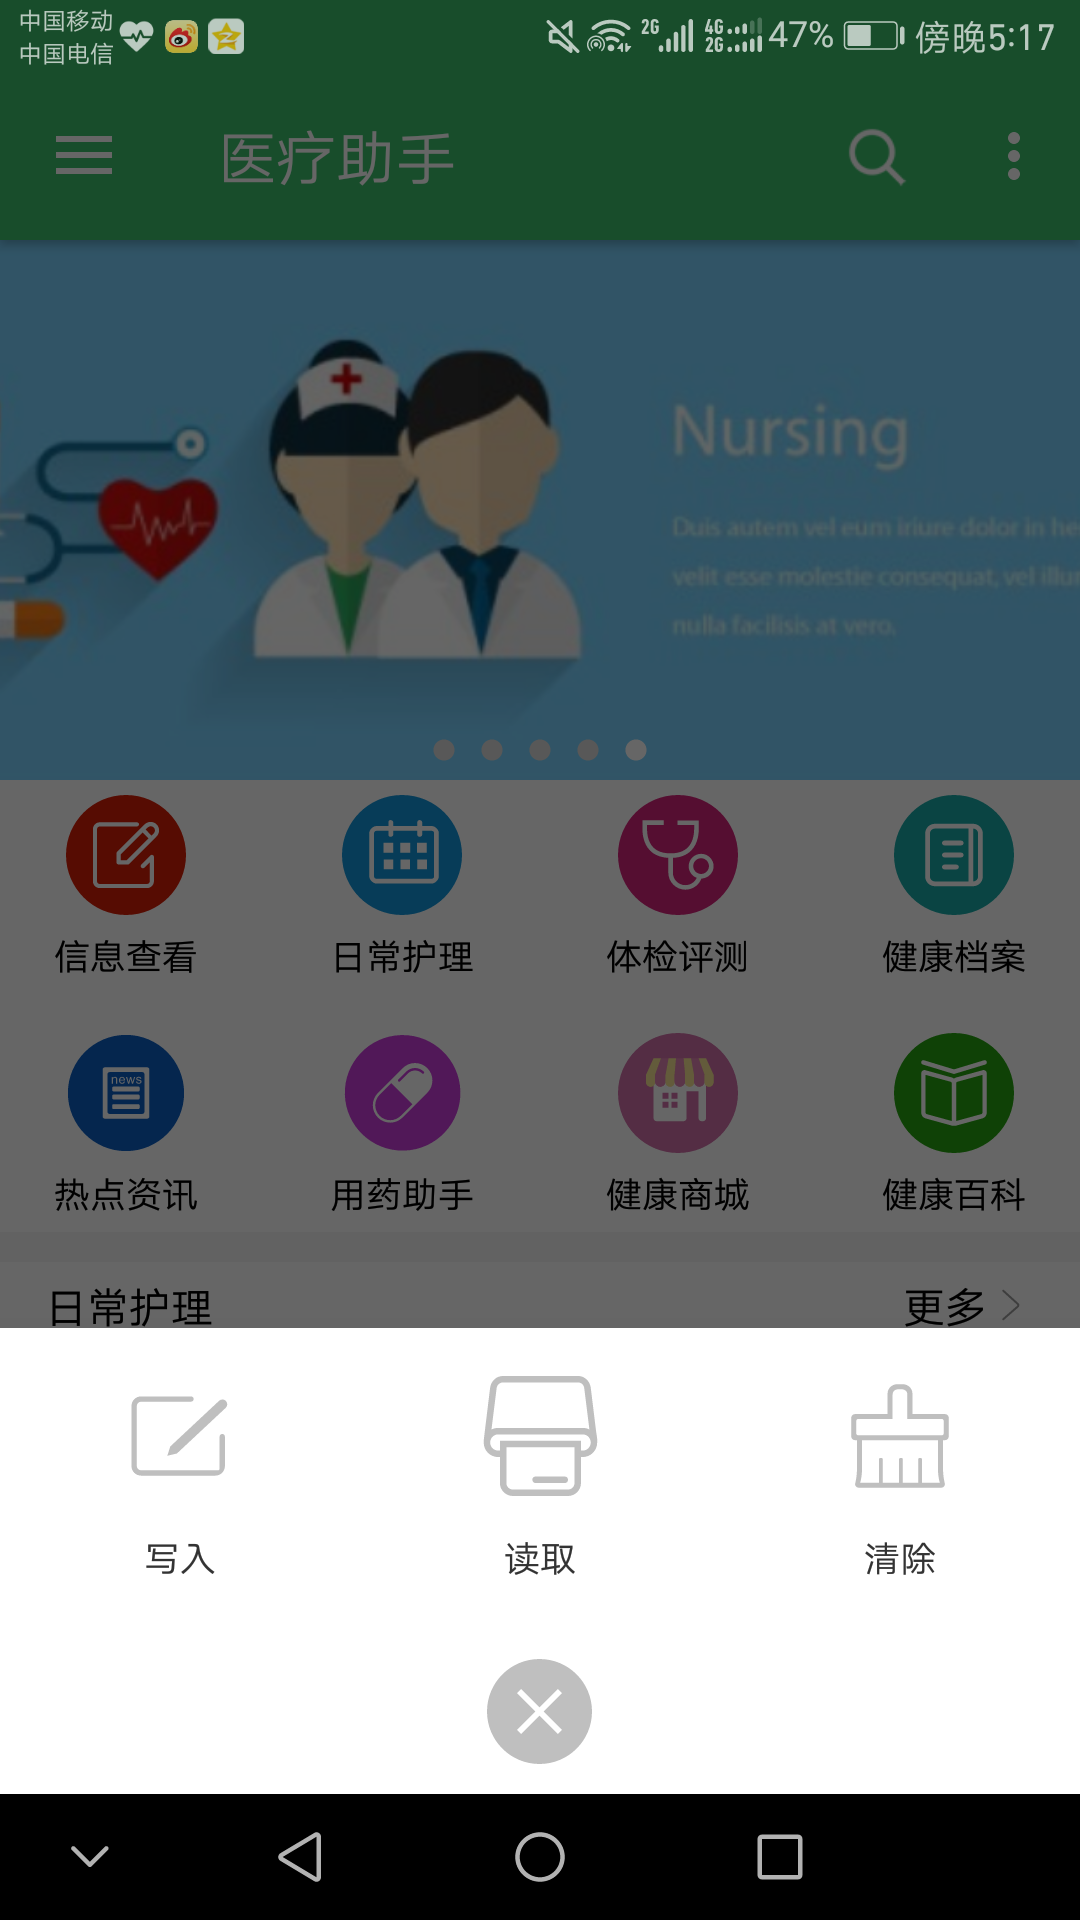 中国移动
中国电信
2G
4G
2G
47%
傍晚5:17
医疗助手
Nursing
Duis autem vel eum iriure dolor in he
velit esse molestie consequat, vel illu
nulla facilisis at vero.
信息查看
日常护理
体检评测
健康档案
news
热点资讯
用药助手
健康商城
健康百科
日常护理
更多
写入
读取
清除